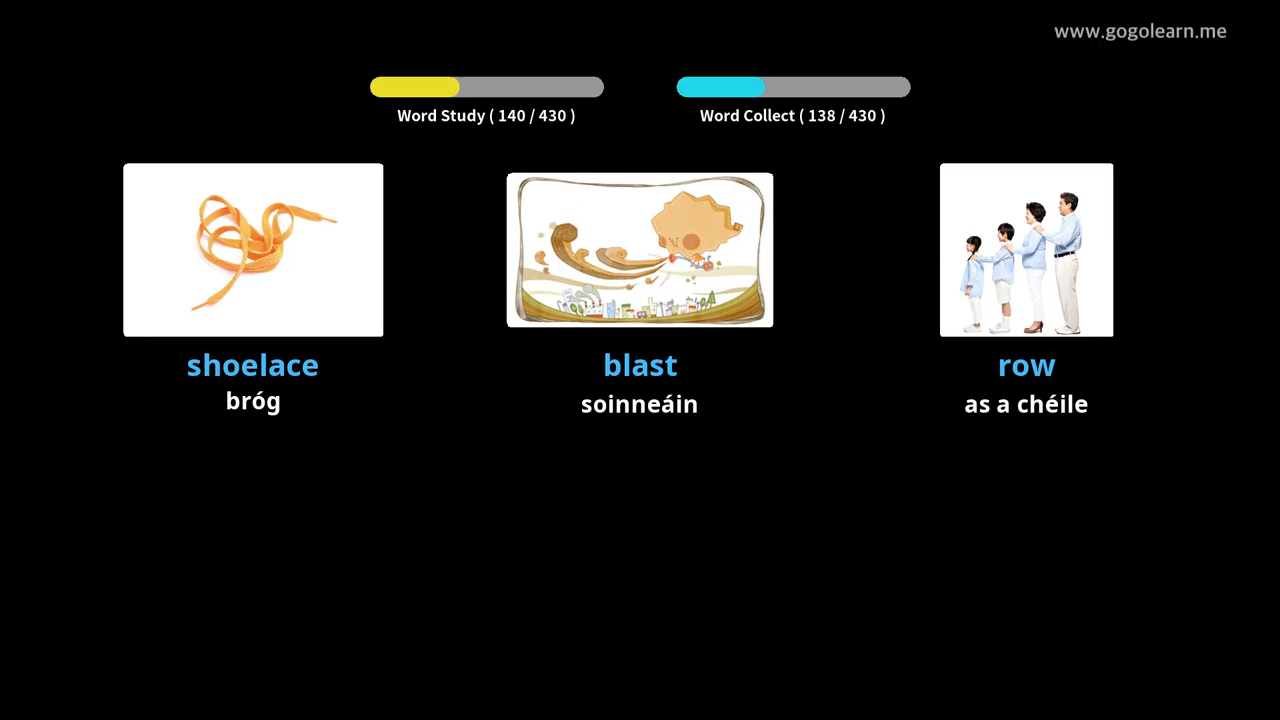 www.gogolearn.me
Word Study ( 140 / 430 )
Word Collect ( 138 / 430 )
shoelace
bróg
blast
soinneáin
row
as a chéile